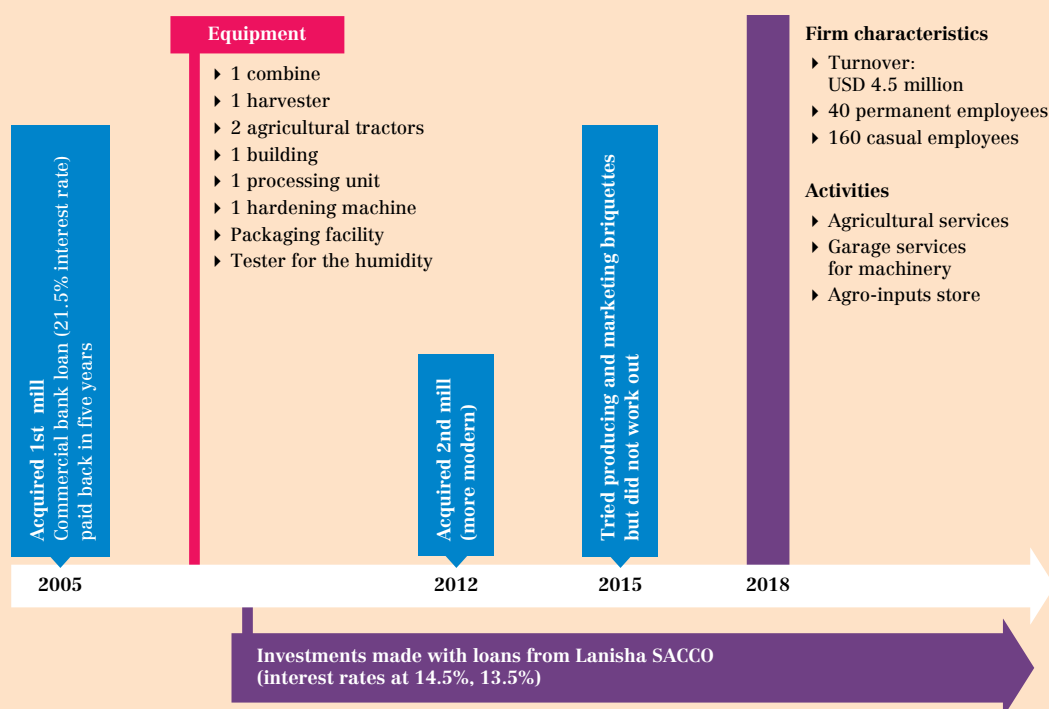 Equipment
‣ 1 combine
‣ 1 harvester
‣ 2 agricultural tractors
‣ 1 building
‣ 1 processing unit
‣ 1 hardening machine
‣ Packaging facility
‣ Tester for the humidity
Firm characteristics
‣ Turnover:
USD 4.5 million
‣ 40 permanent employees
‣ 160 casual employees
Activities
‣ Agricultural services
‣ Garage services
for machinery
‣ Agro-inputs store
Acquired 1st mill
Commercial bank loan (21.5% interest rate)
paid back in five years
Acquired 2nd mill
(more modern)
Tried producing and marketing briquettes
but did not work out
2005
2012
2015
2018
Investments made with loans from Lanisha SACCO
(interest rates at 14.5%, 13.5%)